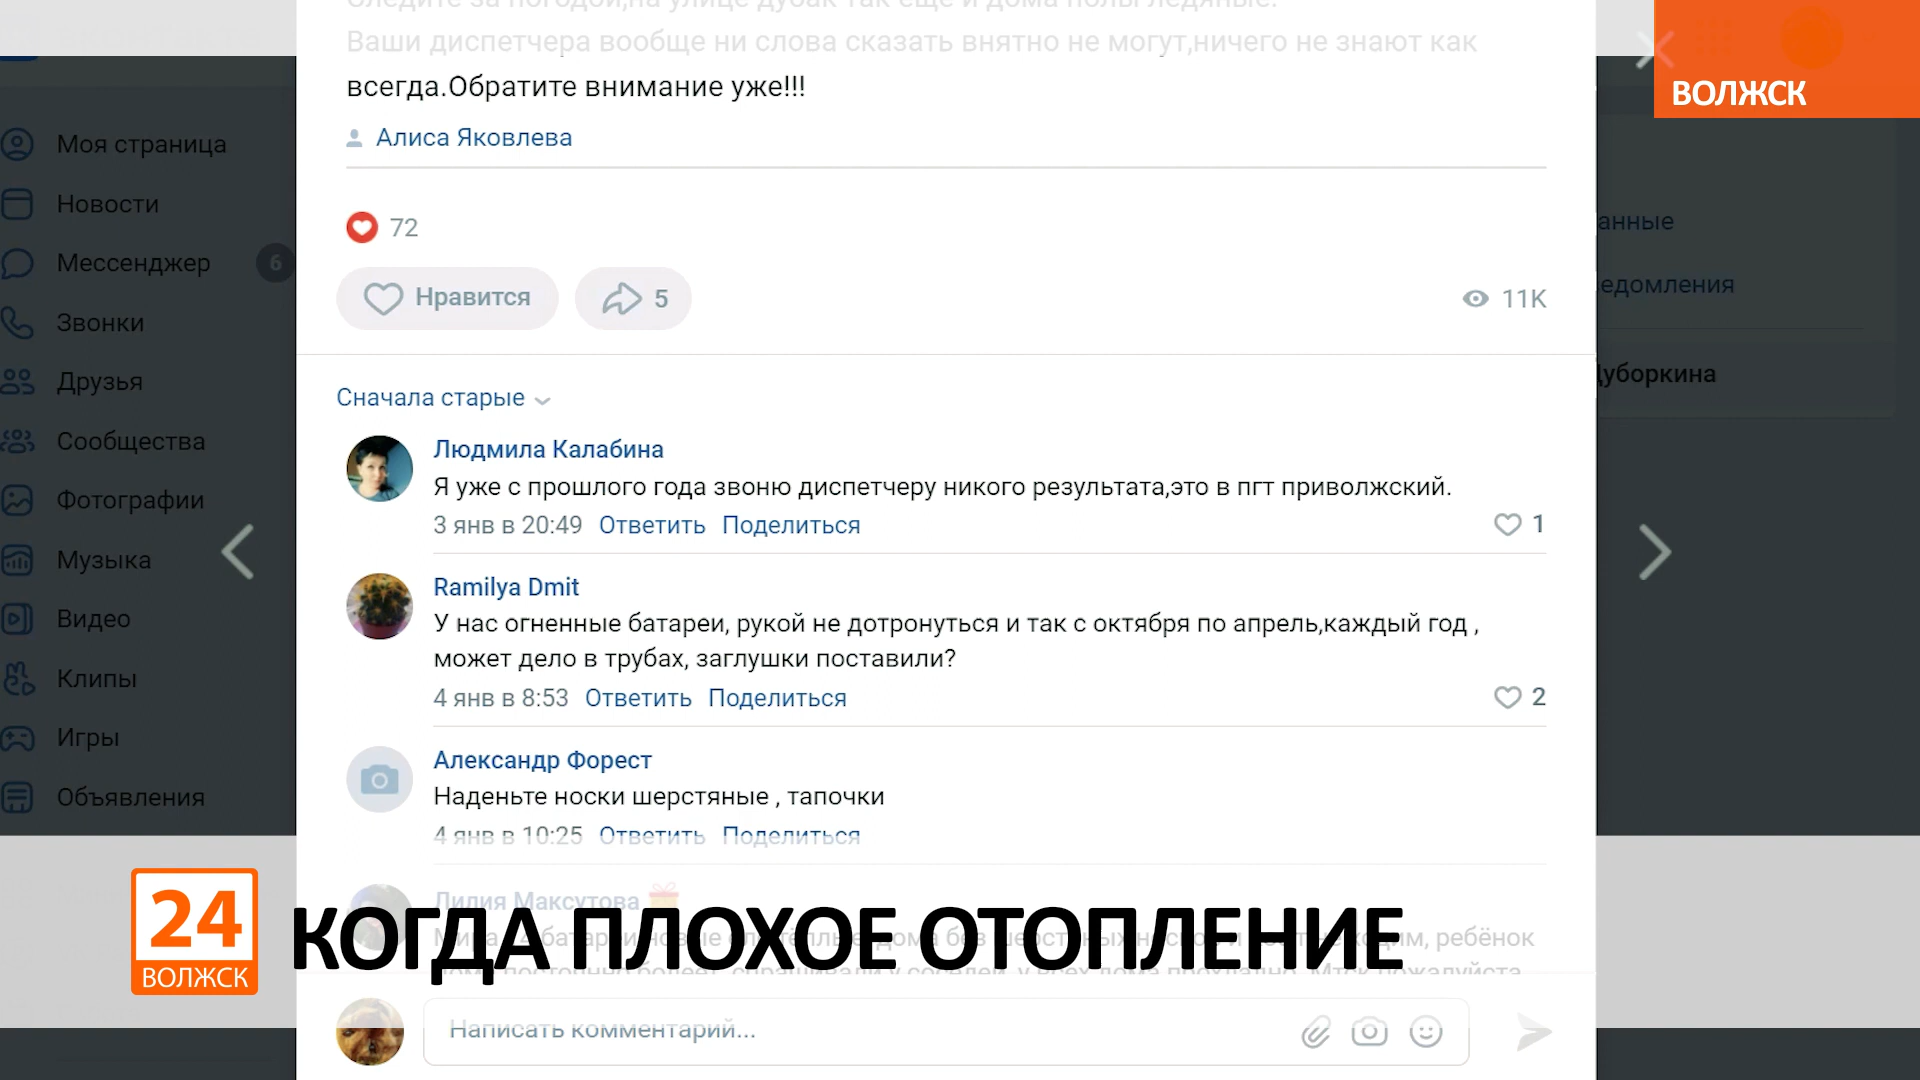 Следите за погодой,на улице дубак так еще и дома полы ледяные.
Ваши диспетчера вообще ни слова сказать внятно не могут,ничего не знают как
всегда.Обратите внимание уже!!!
Алиса Яковлева
ВОЛЖСК
72
Нравится
5
11K
Моя страница
Новости
Мессенджер
6
Звонки
Друзья
Сообщества
Фотографии
Музыка
Видео
Клипы
Игры
Объявления
анные
едомления
уборкина
Сначала старые
Людмила Калабина
Я уже с прошлого года звоню диспетчеру никого результата,это в пгт приволжский.
3 янв в 20:49 Ответить Поделиться
1
Ramilya Dmit
У нас огненные батареи, рукой не дотронуться и так с октября по апрель,каждый год ,
может дело в трубах, заглушки поставили?
4 янв в 8:53 Ответить Поделиться
2
Александр Форест
Наденьте носки шерстяные , тапочки
4 янв в 10:25 Ответить Поделиться
Лилия Максутова
ребёнок
24
ВОЛЖСК
КОГДА ПЛОХОЕ ОТОПЛЕНИЕ
Написать комментарий...